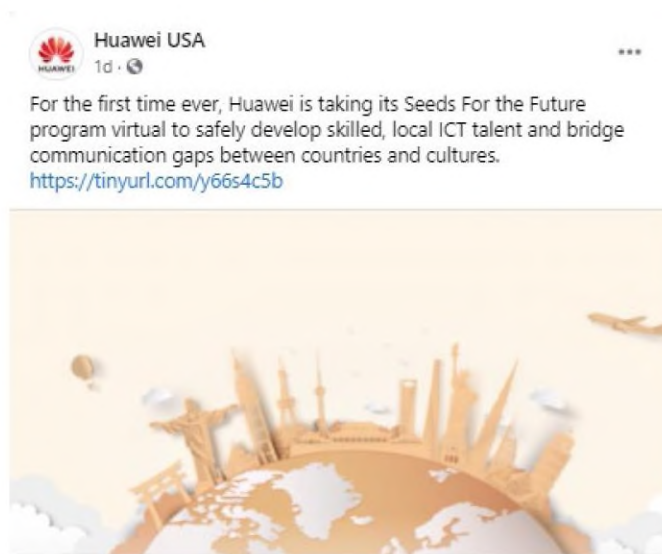 Huawei USA
HUAWEI
1d ·
For the first time ever, Huawei is taking its Seeds For the Future
program virtual to safely develop skilled, local ICT talent and bridge
communication gaps between countries and cultures.
https://tinyurl.com/y66s4c5b